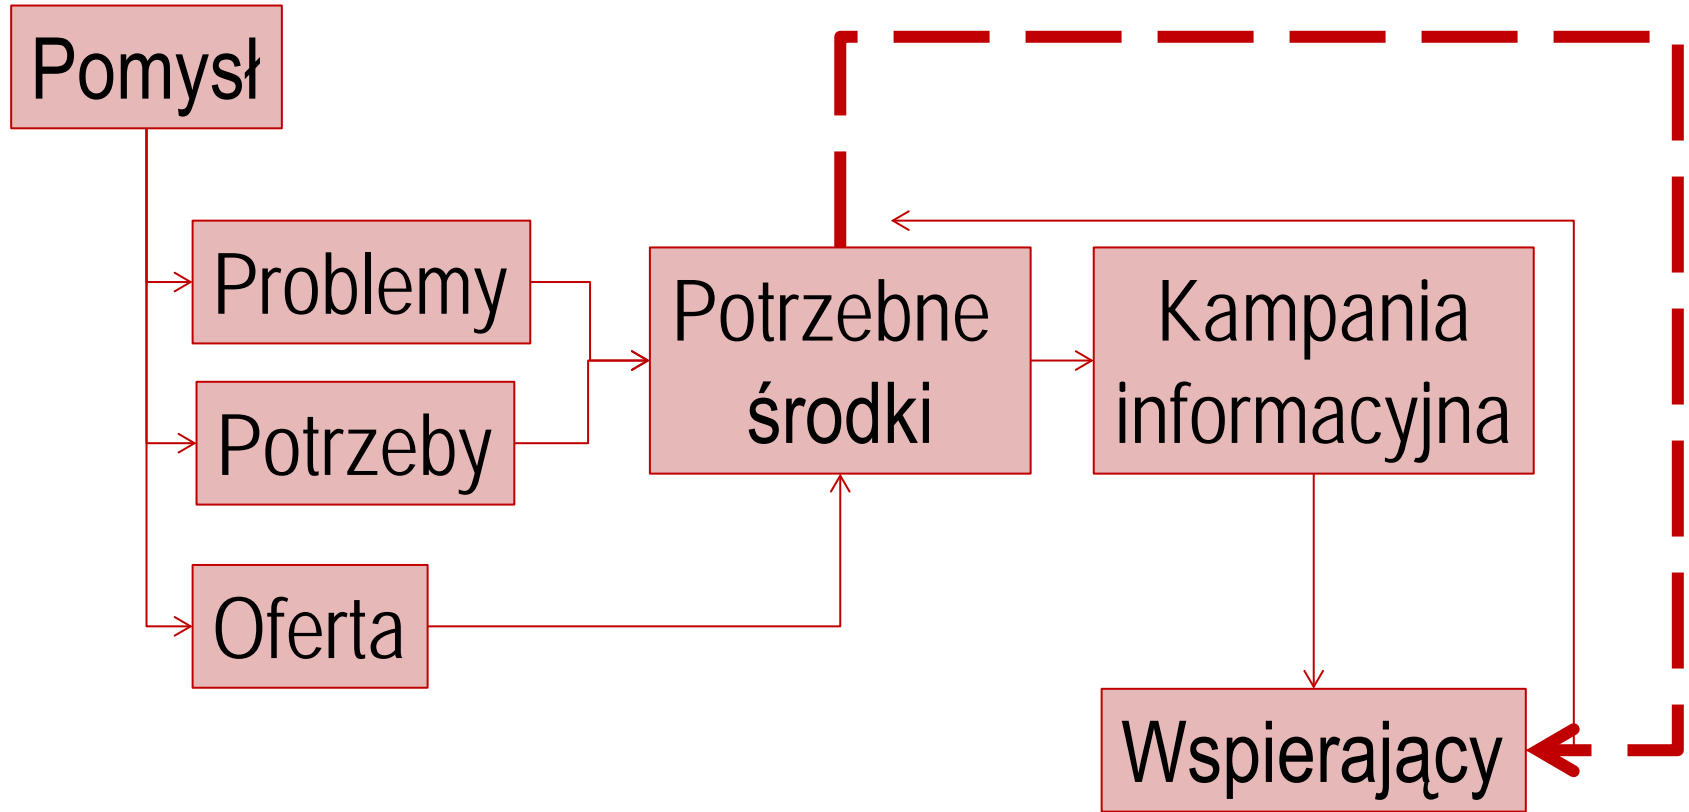 Pomysł
Problemy
Potrzeby
Oferta
Potrzebne
środki
Kampania
informacyjna
Wspierający